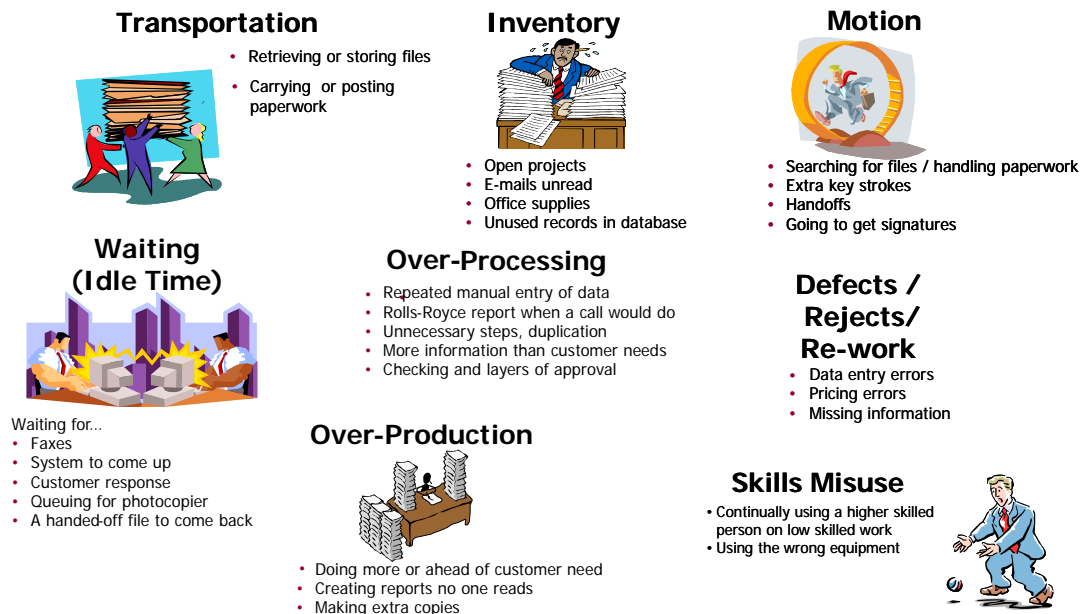 Transportation
• Retrieving or storing files
• Carrying or posting
paperwork
Inventory
• Open projects
• E-mails unread
• Office supplies
• Unused records in database
Motion
• Searching for files / handling paperwork
• Extra key strokes
• Handoffs
• Going to get signatures
Waiting
(Idle Time)
Waiting for...
• Faxes
• System to come up
• Customer response
• Queuing for photocopier
• A handed-off file to come back
Over-Processing
• Repeated manual entry of data
• Rolls-Royce report when a call would do
• Unnecessary steps, duplication
• More information than customer needs
• Checking and layers of approval
Defects /
Rejects/
Re-work
• Data entry errors
• Pricing errors
• Missing information
Over-Production
• Doing more or ahead of customer need
• Creating reports no one reads
• Making extra copies
Skills Misuse
• Continually using a higher skilled
person on low skilled work
• Using the wrong equipment